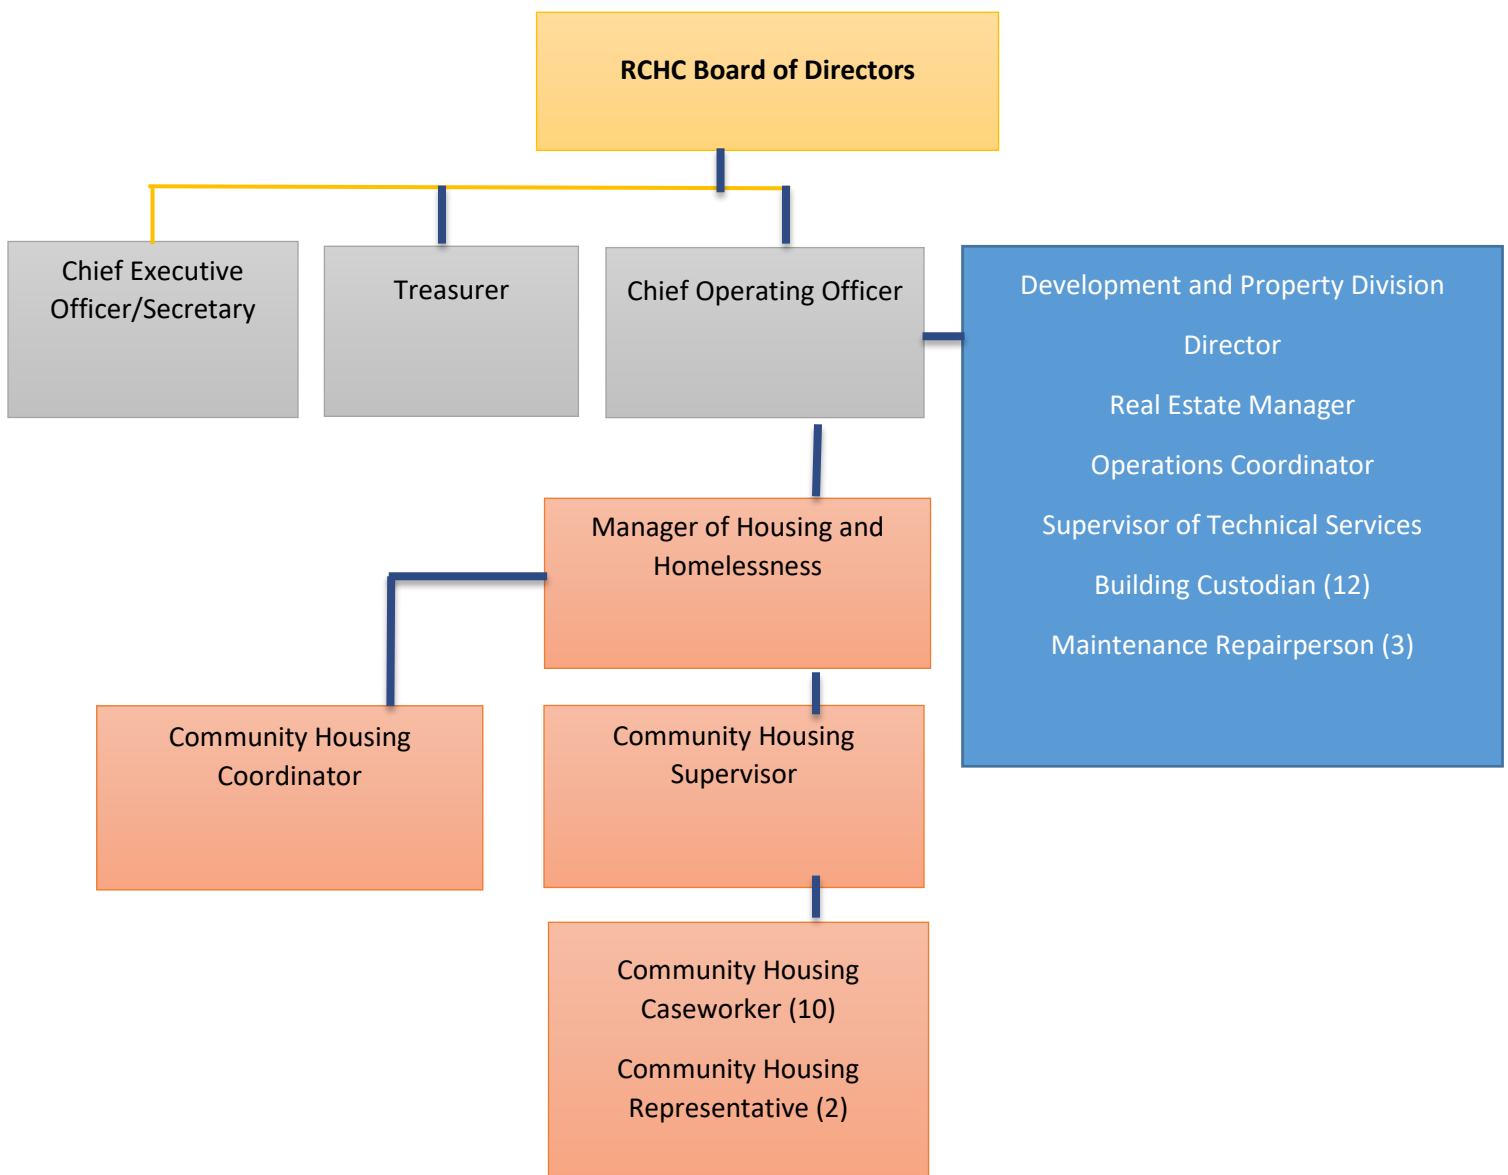 RCHC Board of Directors
Chief Executive
Officer/Secretary
Treasurer
Chief Operating Officer
Development and Property Division
Director
Real Estate Manager
Operations Coordinator
Supervisor of Technical Services
Building Custodian (12)
Maintenance Repairperson (3)
Manager of Housing and
Homelessness
Community Housing
Coordinator
Community Housing
Supervisor
Community Housing
Caseworker (10)
Community Housing
Representative (2)